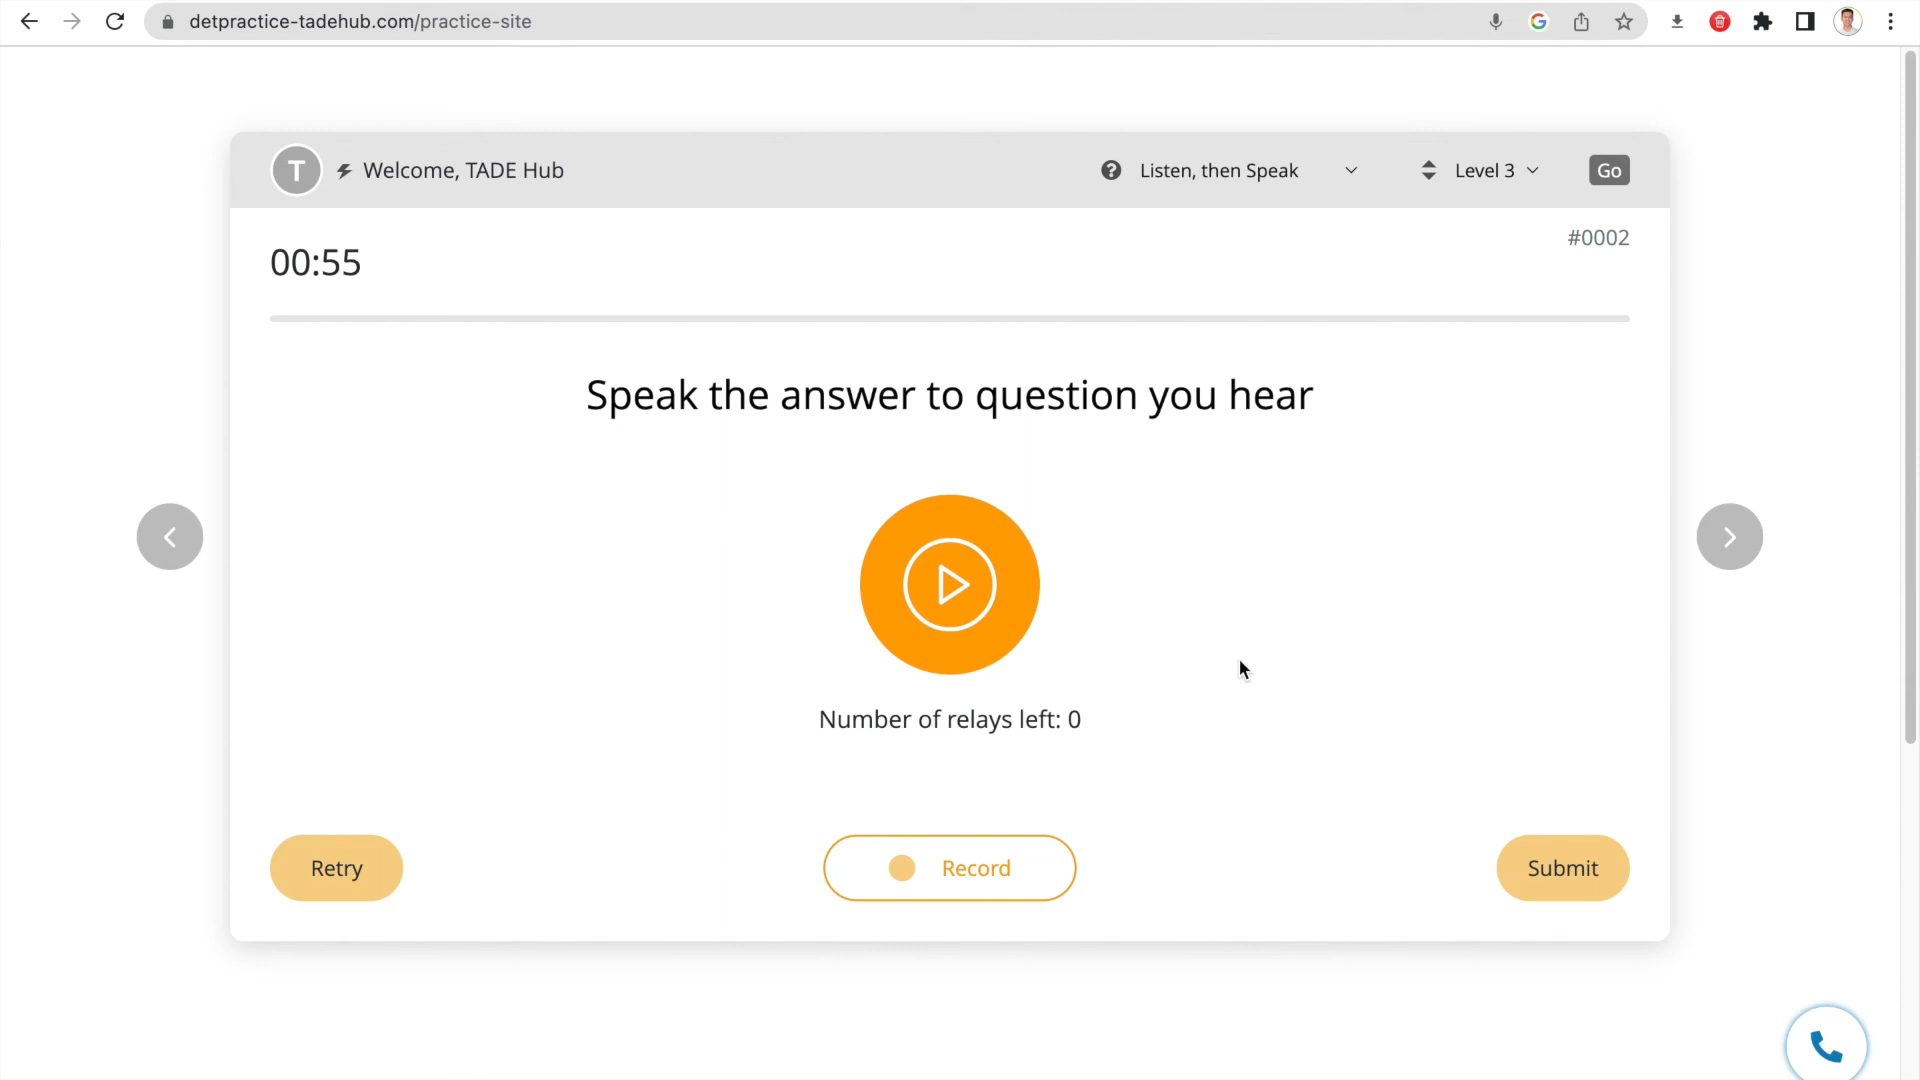 detpractice-tadehub.com/practice-site
T
Welcome, TADE Hub
Listen, then Speak
Level 3
Go
#0002
00:55
Speak the answer to question you hear
Number of relays left: 0
Retry
Record
Submit